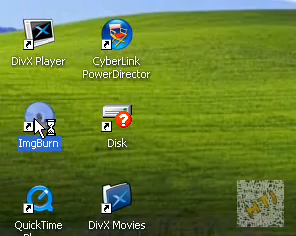 DivX Player
CyberLink
PowerDirector
ImgBurn
Disk
QuickTime
DivX Movies